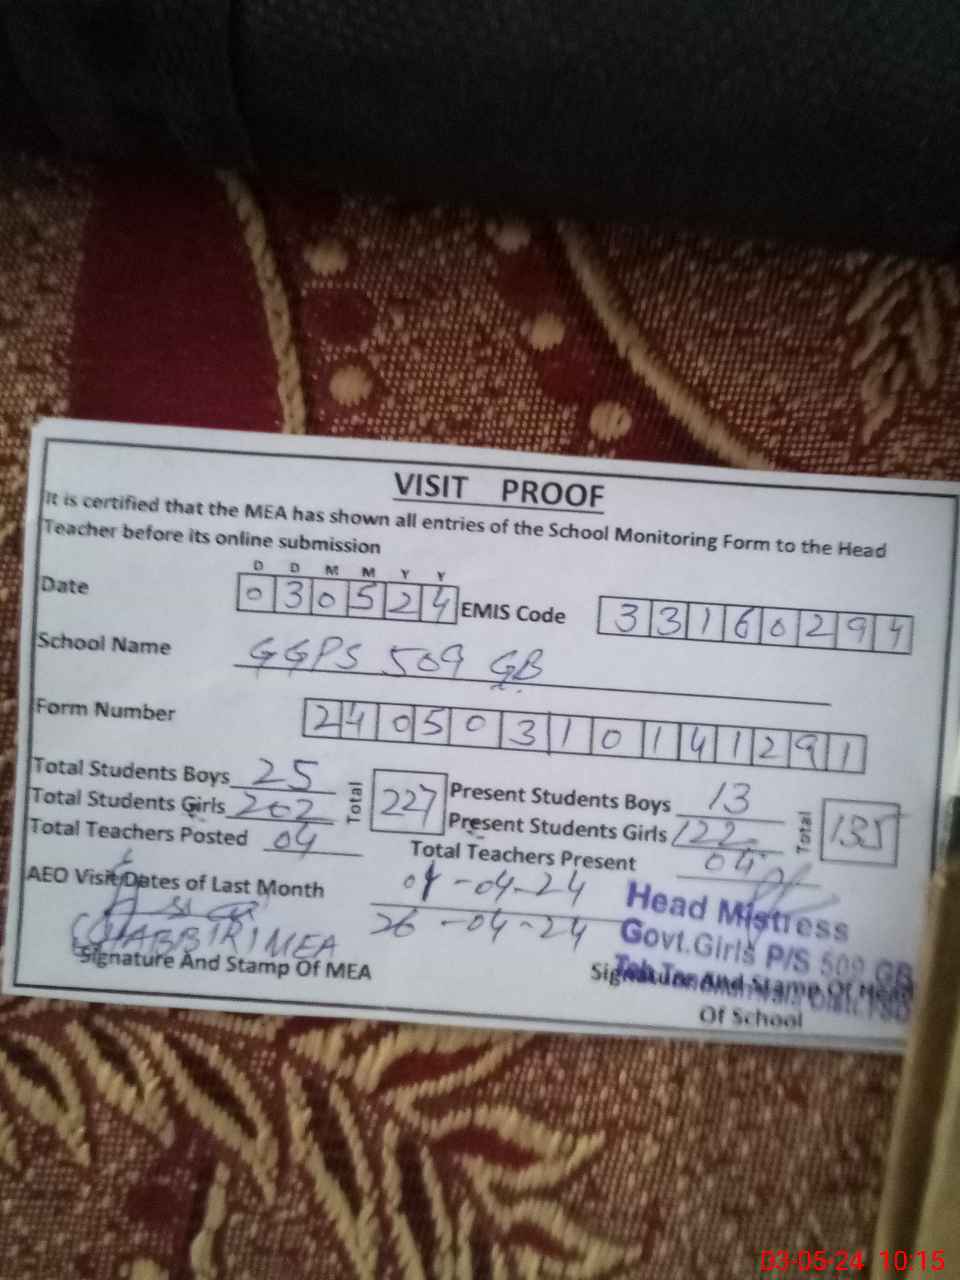 VISIT PROOF
It is certified that the MEA has shown all entries of the School Monitoring Form to the Head
Teacher before its online submission
D D M M Y Y
Date 0 3 0 5 2 4 EMIS Code 3 3 1 6 0 2 9 4
School Name GGPS 509 GB
Form Number 2 4 0 5 0 3 1 0 1 4 1 2 9 1
Total Students Boys 25 Total 227 Present Students Boys 13 Total 135
Total Students Girls 202 Present Students Girls 122
Total Teachers Posted 04 Total Teachers Present 04
AEO Visit Dates of Last Month 04-04-24
26-04-24
MEA
Signature And Stamp Of MEA
Head Mistress
Govt.Girls P/S 509 GB
Signature And Stamp Of Head
Of School
03-05-24 10:15